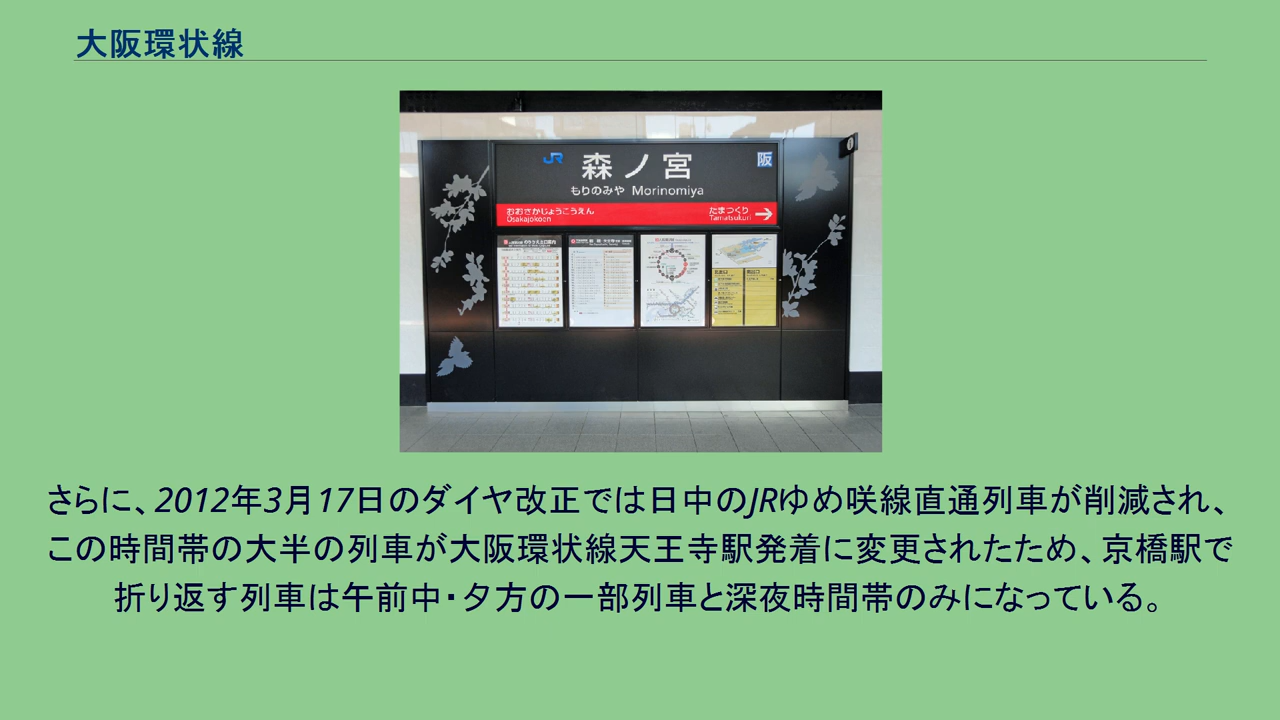 大阪環状線
JR 森ノ宮 阪
もりのみや Morinomiya
おおさかじょうこうえん たまつくり
Osakajokoen Tamatsukuri
さらに、2012年3月17日のダイヤ改正では日中のJRゆめ咲線直通列車が削減され、
この時間帯の大半の列車が大阪環状線天王寺駅発着に変更されたため、京橋駅で
折り返す列車は午前中・夕方の一部列車と深夜時間帯のみになっている。